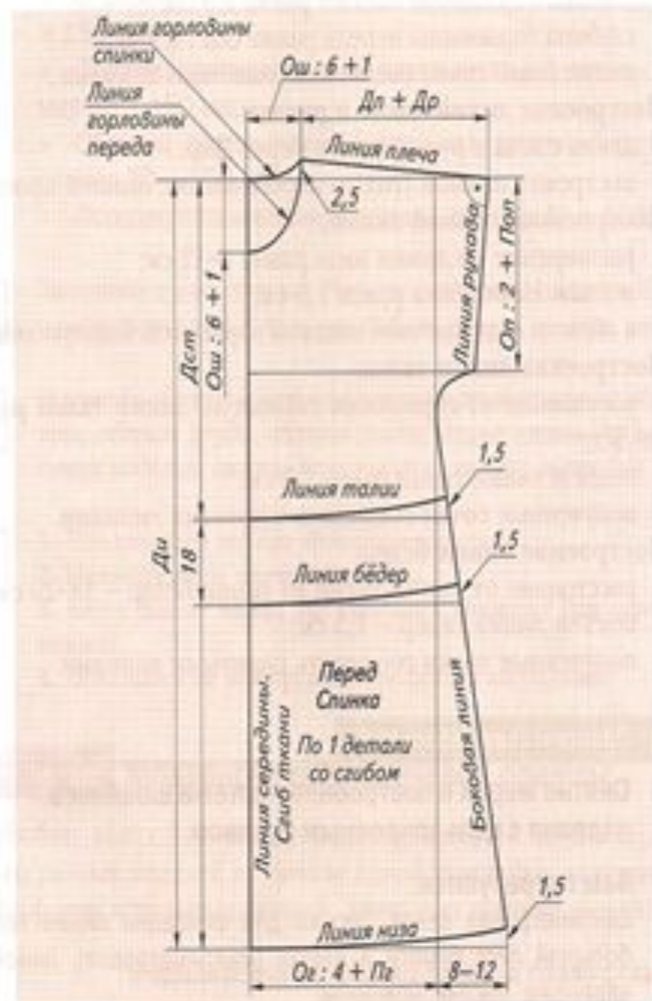 Линия горловины
спинки
Линия
горловины
переда
Ош : 6 + 1
Дп + Др
Линия плеча
2,5
Линия рукава
Оп : 2 + Поп
Ош : 6 + 1
Дст
Ди
18
Линия талии
1,5
Линия бёдер
1,5
Перед
Спинка
По 1 детали
со сгибом
Линия середины.
Сгиб ткани
Боковая линия
1,5
Линия низа
Ог : 4 + Пг
8–12